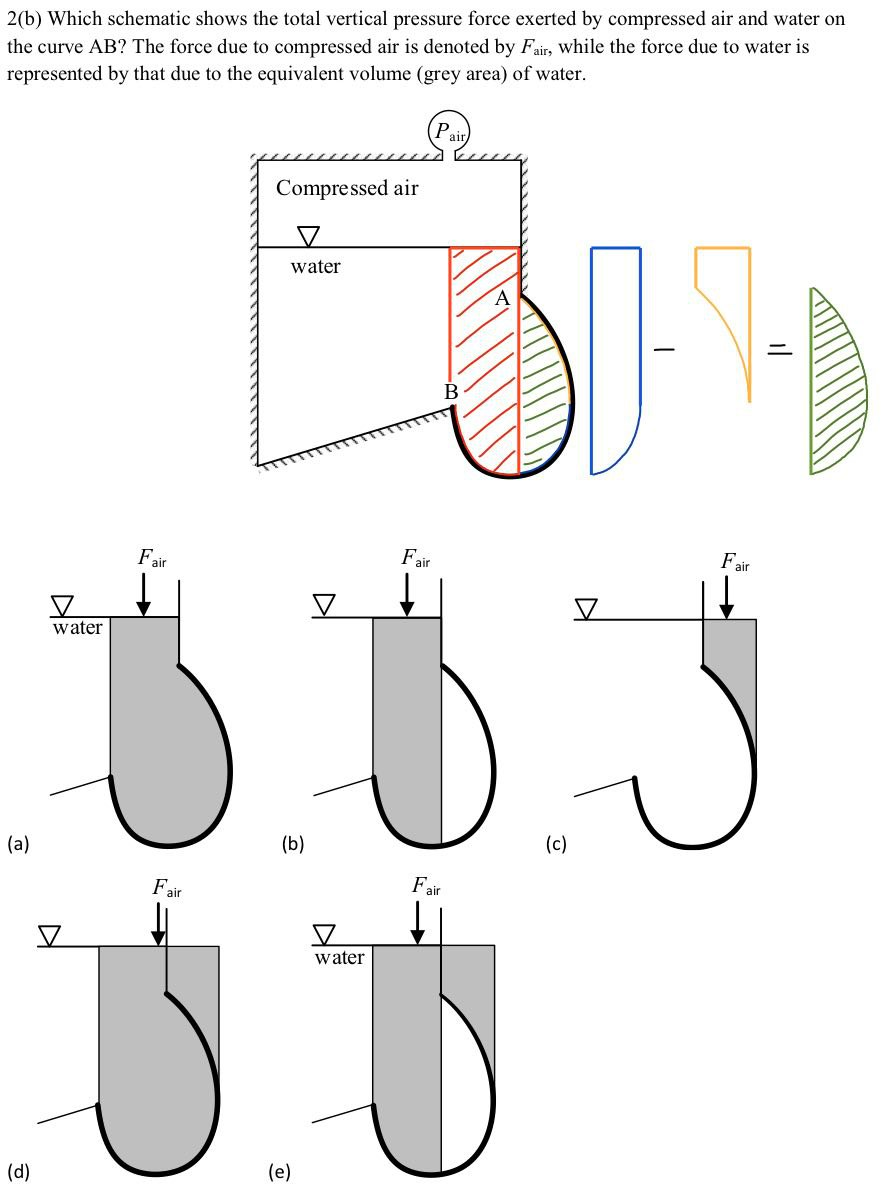 2(b) Which schematic shows the total vertical pressure force exerted by compressed air and water on
the curve AB? The force due to compressed air is denoted by Fair, while the force due to water is
represented by that due to the equivalent volume (grey area) of water.
Pair
Compressed air
water
A
B
− =
Fair Fair Fair
water
(a) (b) (c)
Fair Fair
water
(d) (e)